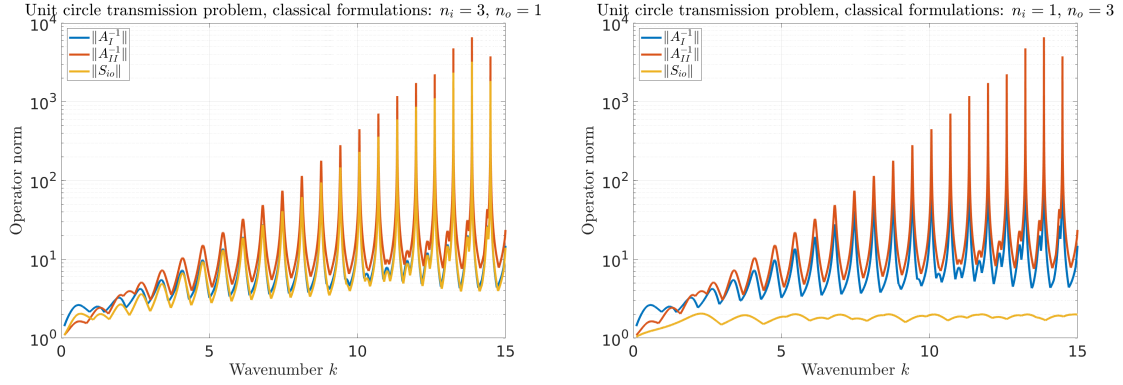 Unit circle transmission problem, classical formulations: $n_i = 3, n_o = 1$
$\|A_I^{-1}\|$
$\|A_{II}^{-1}\|$
$\|S_{io}\|$
Operator norm
$10^4$
$10^3$
$10^2$
$10^1$
$10^0$
0 5 10 15
Wavenumber $k$
Unit circle transmission problem, classical formulations: $n_i = 1, n_o = 3$
$\|A_I^{-1}\|$
$\|A_{II}^{-1}\|$
$\|S_{io}\|$
Operator norm
$10^4$
$10^3$
$10^2$
$10^1$
$10^0$
0 5 10 15
Wavenumber $k$